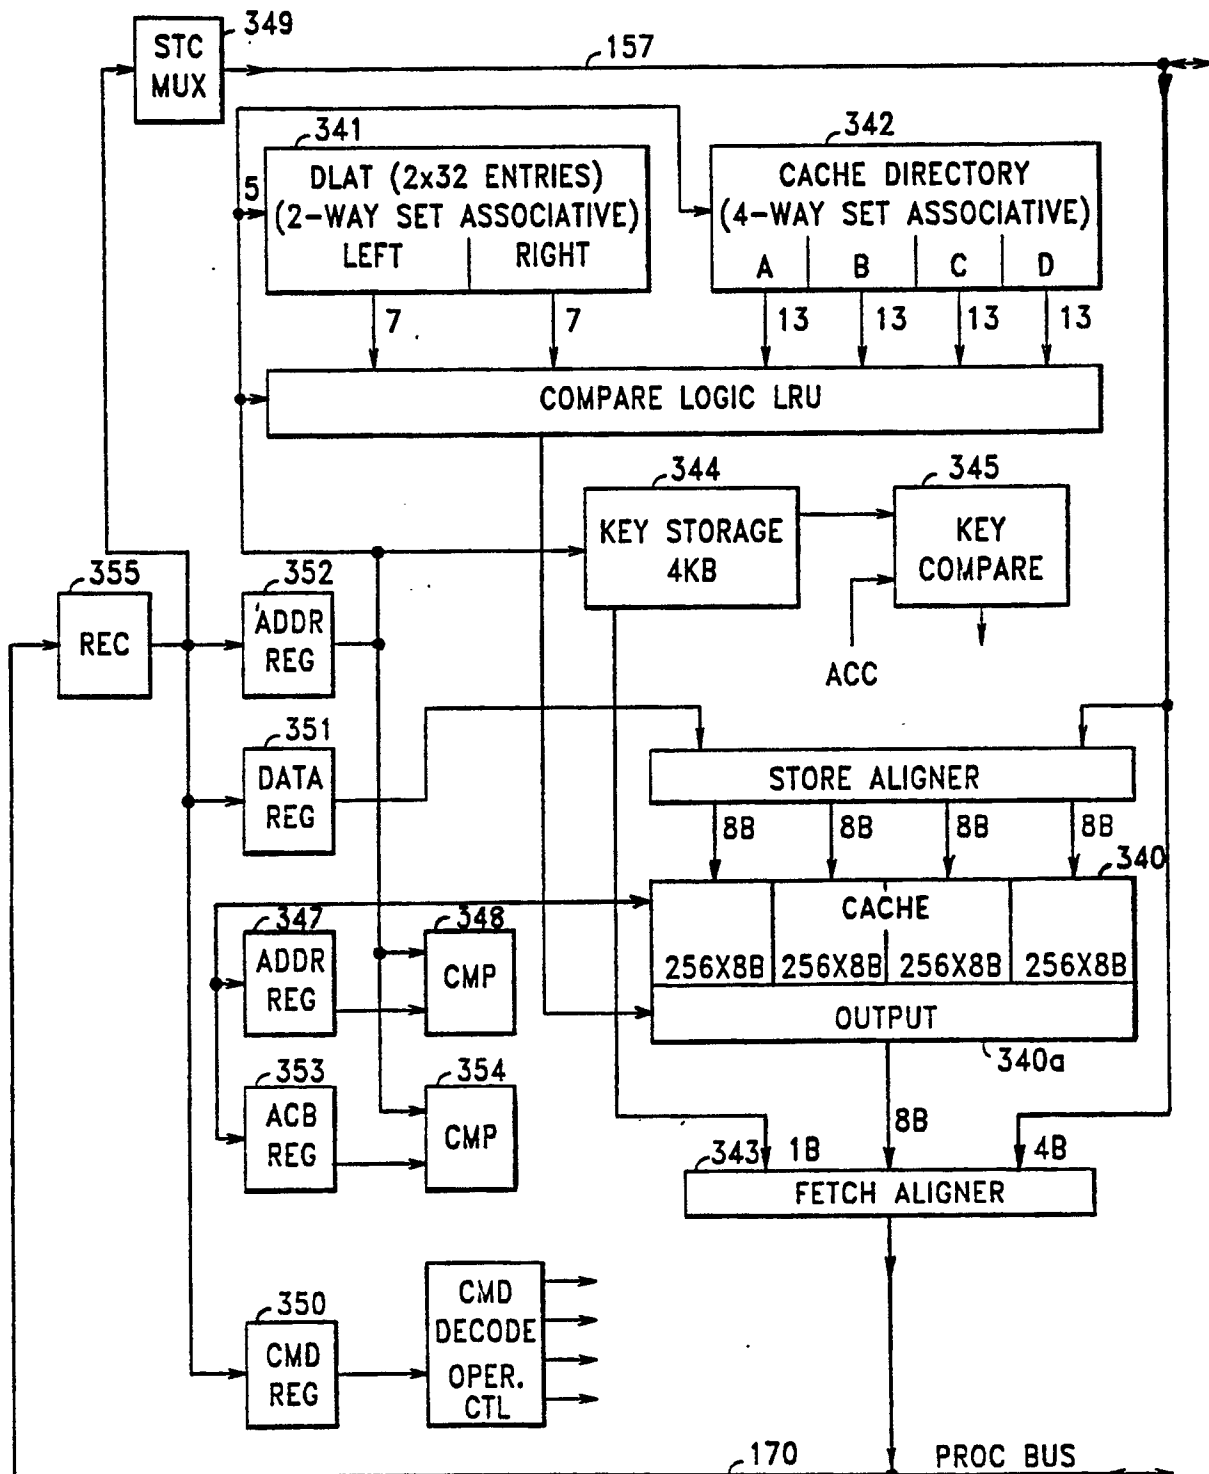 349
STC
MUX
157
341
342
DLAT (2x32 ENTRIES)
(2-WAY SET ASSOCIATIVE)
LEFT
RIGHT
5
CACHE DIRECTORY
(4-WAY SET ASSOCIATIVE)
A
B
C
D
7
7
13
13
13
13
COMPARE LOGIC LRU
344
345
KEY STORAGE
4KB
KEY
COMPARE
ACC
355
REC
352
ADDR
REG
351
DATA
REG
STORE ALIGNER
8B
8B
8B
8B
340
CACHE
256X8B
256X8B
256X8B
256X8B
OUTPUT
340a
347
ADDR
REG
348
CMP
353
ACB
REG
354
CMP
343
1B
8B
4B
FETCH ALIGNER
350
CMD
REG
CMD
DECODE
OPER.
CTL
170
PROC BUS